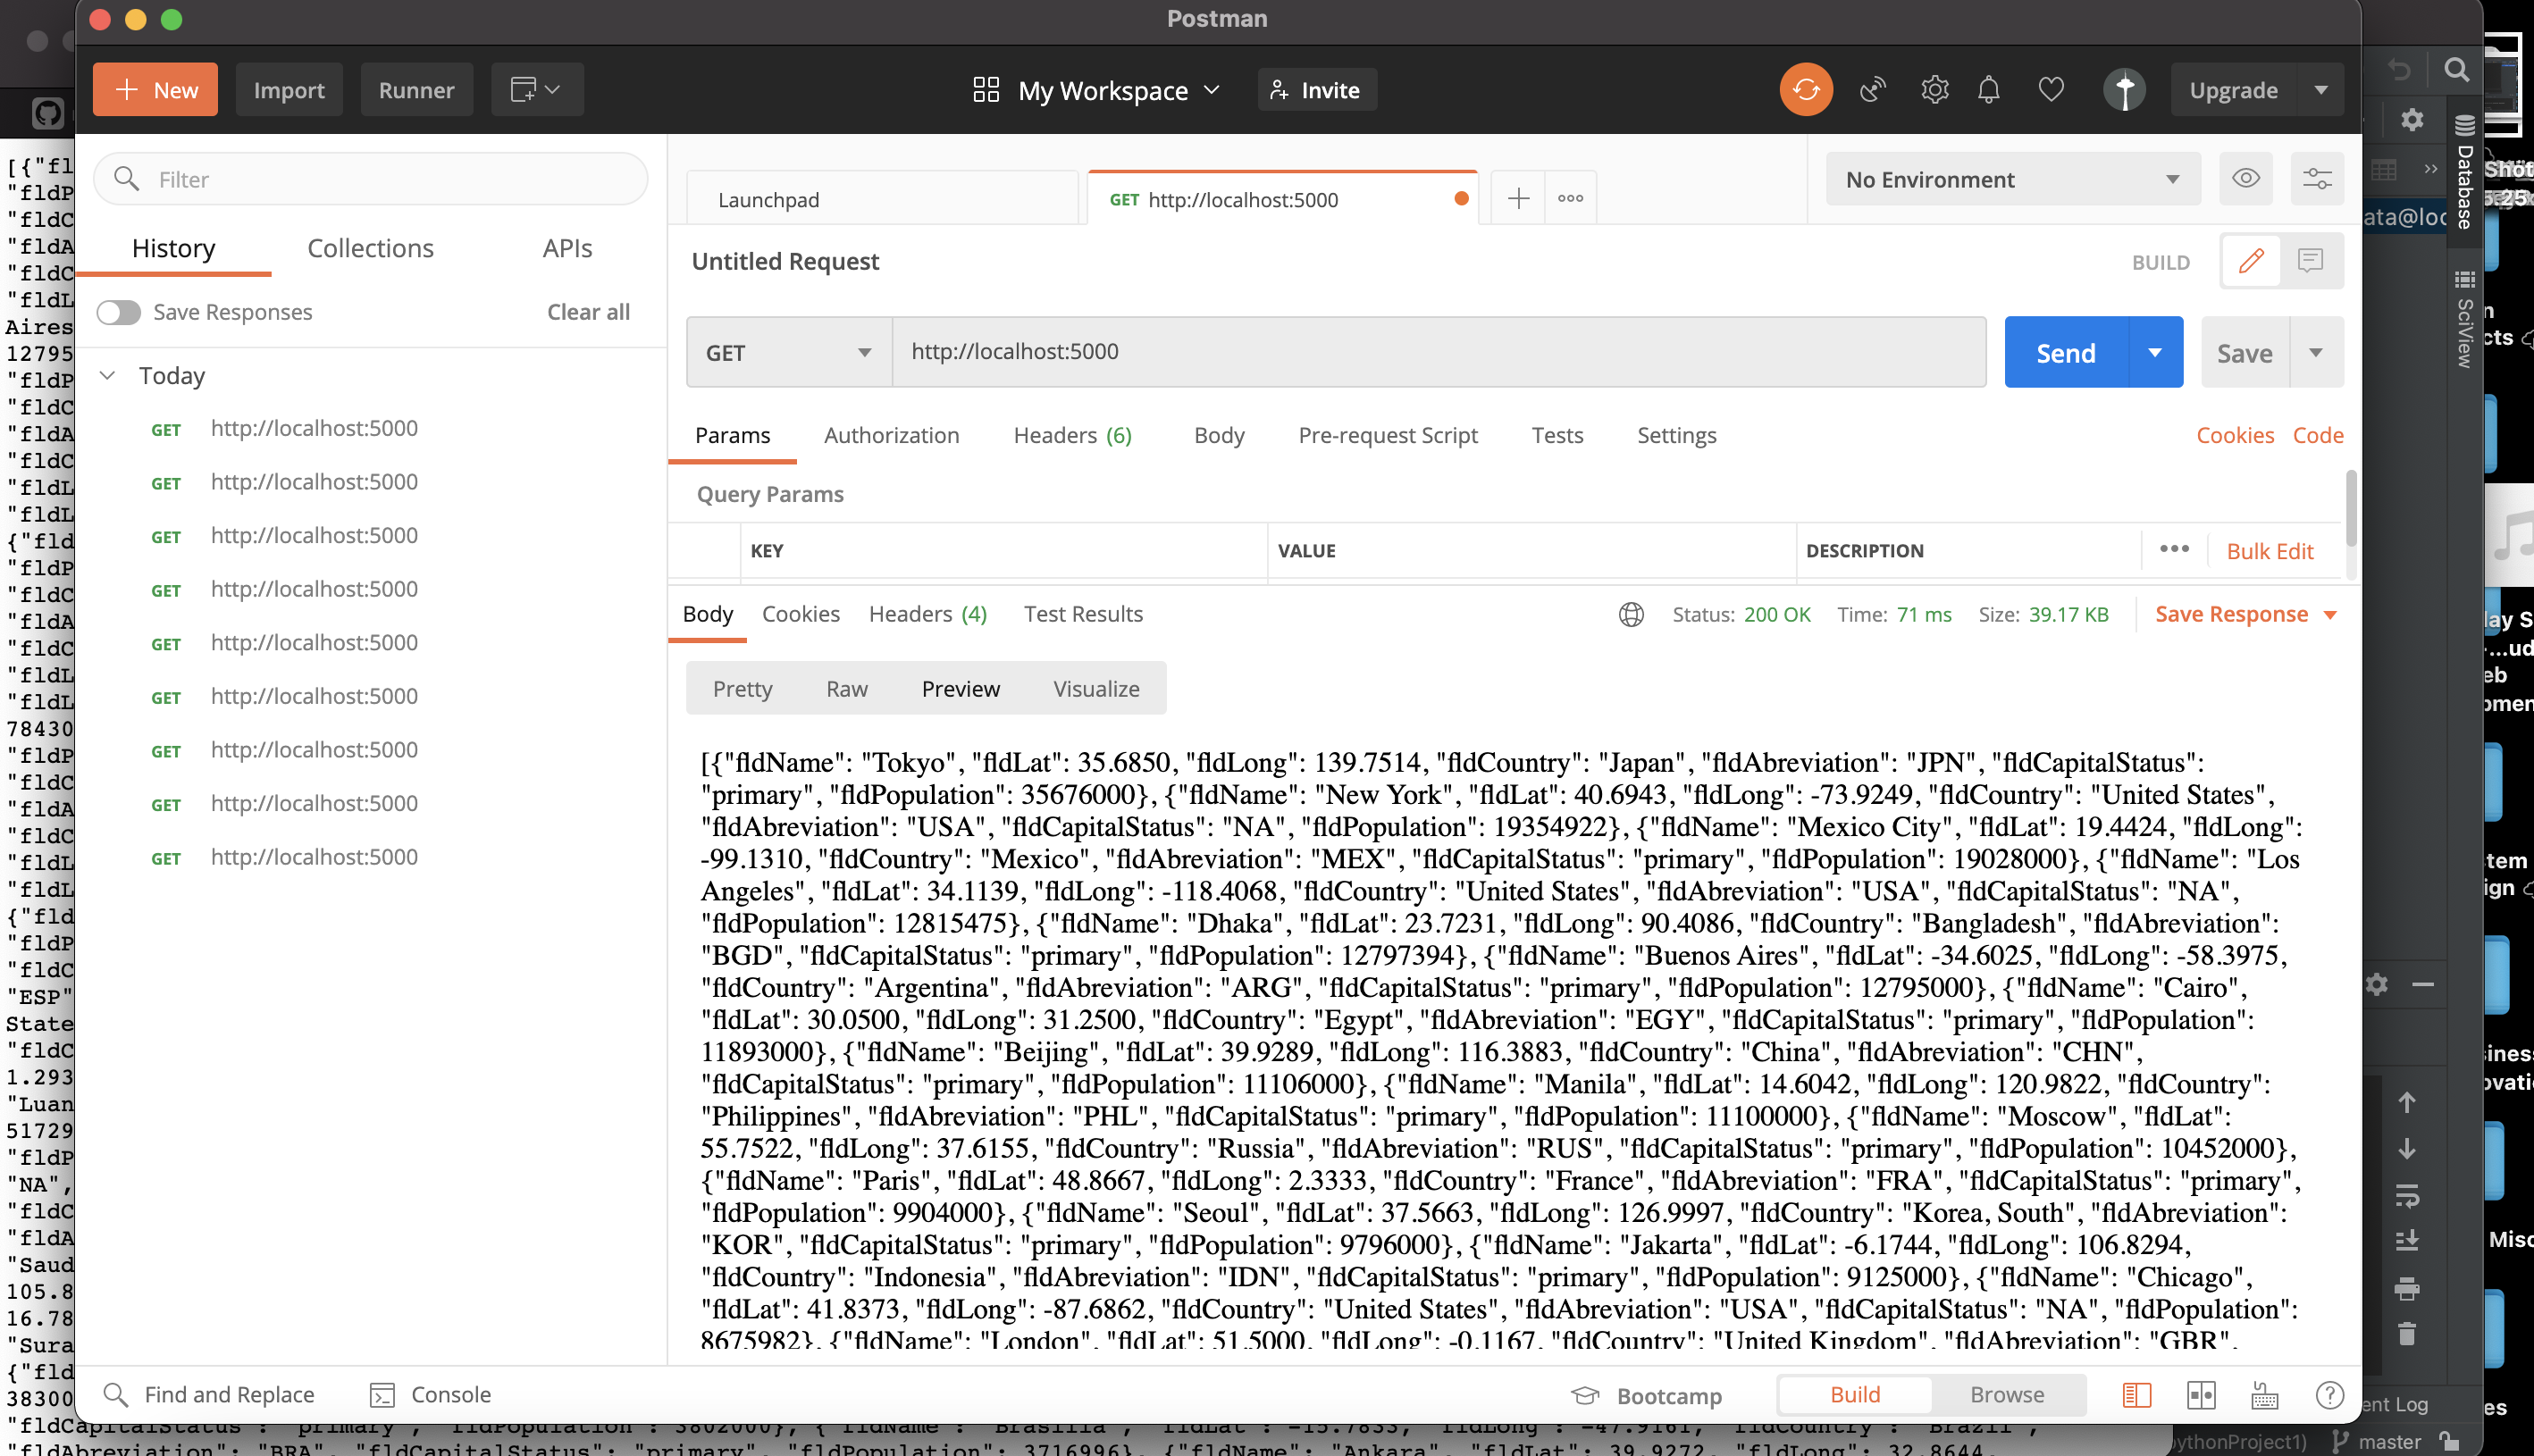 Postman
New
Import
Runner
My Workspace
Invite
Upgrade
Filter
History
Collections
APIs
Save Responses
Clear all
Today
GET http://localhost:5000
GET http://localhost:5000
GET http://localhost:5000
GET http://localhost:5000
GET http://localhost:5000
GET http://localhost:5000
GET http://localhost:5000
GET http://localhost:5000
GET http://localhost:5000
Launchpad
GET http://localhost:5000
No Environment
Untitled Request
BUILD
GET
http://localhost:5000
Send
Save
Params
Authorization
Headers (6)
Body
Pre-request Script
Tests
Settings
Cookies
Code
Query Params
KEY
VALUE
DESCRIPTION
Bulk Edit
Body
Cookies
Headers (4)
Test Results
Status: 200 OK
Time: 71 ms
Size: 39.17 KB
Save Response
Pretty
Raw
Preview
Visualize
[{"fldName": "Tokyo", "fldLat": 35.6850, "fldLong": 139.7514, "fldCountry": "Japan", "fldAbreviation": "JPN", "fldCapitalStatus":
"primary", "fldPopulation": 35676000}, {"fldName": "New York", "fldLat": 40.6943, "fldLong": -73.9249, "fldCountry": "United States",
"fldAbreviation": "USA", "fldCapitalStatus": "NA", "fldPopulation": 19354922}, {"fldName": "Mexico City", "fldLat": 19.4424, "fldLong":
-99.1310, "fldCountry": "Mexico", "fldAbreviation": "MEX", "fldCapitalStatus": "primary", "fldPopulation": 19028000}, {"fldName": "Los
Angeles", "fldLat": 34.1139, "fldLong": -118.4068, "fldCountry": "United States", "fldAbreviation": "USA", "fldCapitalStatus": "NA",
"fldPopulation": 12815475}, {"fldName": "Dhaka", "fldLat": 23.7231, "fldLong": 90.4086, "fldCountry": "Bangladesh", "fldAbreviation":
"BGD", "fldCapitalStatus": "primary", "fldPopulation": 12797394}, {"fldName": "Buenos Aires", "fldLat": -34.6025, "fldLong": -58.3975,
"fldCountry": "Argentina", "fldAbreviation": "ARG", "fldCapitalStatus": "primary", "fldPopulation": 12795000}, {"fldName": "Cairo",
"fldLat": 30.0500, "fldLong": 31.2500, "fldCountry": "Egypt", "fldAbreviation": "EGY", "fldCapitalStatus": "primary", "fldPopulation":
11893000}, {"fldName": "Beijing", "fldLat": 39.9289, "fldLong": 116.3883, "fldCountry": "China", "fldAbreviation": "CHN",
"fldCapitalStatus": "primary", "fldPopulation": 11106000}, {"fldName": "Manila", "fldLat": 14.6042, "fldLong": 120.9822, "fldCountry":
"Philippines", "fldAbreviation": "PHL", "fldCapitalStatus": "primary", "fldPopulation": 11100000}, {"fldName": "Moscow", "fldLat":
55.7522, "fldLong": 37.6155, "fldCountry": "Russia", "fldAbreviation": "RUS", "fldCapitalStatus": "primary", "fldPopulation": 10452000},
{"fldName": "Paris", "fldLat": 48.8667, "fldLong": 2.3333, "fldCountry": "France", "fldAbreviation": "FRA", "fldCapitalStatus": "primary",
"fldPopulation": 9904000}, {"fldName": "Seoul", "fldLat": 37.5663, "fldLong": 126.9997, "fldCountry": "Korea, South", "fldAbreviation":
"KOR", "fldCapitalStatus": "primary", "fldPopulation": 9796000}, {"fldName": "Jakarta", "fldLat": -6.1744, "fldLong": 106.8294,
"fldCountry": "Indonesia", "fldAbreviation": "IDN", "fldCapitalStatus": "primary", "fldPopulation": 9125000}, {"fldName": "Chicago",
"fldLat": 41.8373, "fldLong": -87.6862, "fldCountry": "United States", "fldAbreviation": "USA", "fldCapitalStatus": "NA", "fldPopulation":
8675982}, {"fldName": "London", "fldLat": 51.5000, "fldLong": -0.1167, "fldCountry": "United Kingdom", "fldAbreviation": "GBR",
Find and Replace
Console
Bootcamp
Build
Browse
Database
SciView
"fldCapitalStatus": "primary", "fldPopulation": 3802000}, {"fldName": "Brasilia", "fldLat": -15.7833, "fldLong": -47.9161, "fldCountry": "Brazil",
"fldAbreviation": "BRA", "fldCapitalStatus": "primary", "fldPopulation": 3716996}, {"fldName": "Ankara", "fldLat": 39.9272, "fldLong": 32.8644,
master